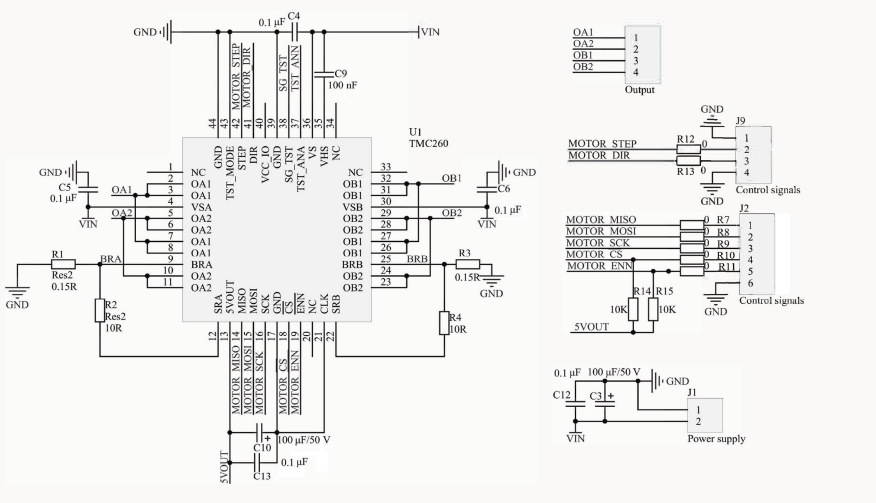 GND
0.1 µF
C4
VIN
MOTOR_STEP
MOTOR_DIR
SG_TST
TST_ANN
C9
100 nF
44
43
42
41
40
39
38
37
36
35
34
GND
TST_MODE
STEP
DIR
VCC_IO
GND
SG_TST
TST_ANA
VS
VHS
NC
U1
TMC260
GND
C5
0.1 µF
VIN
OA1
OA2
1
2
3
4
5
6
7
8
9
10
11
NC
OA1
OA1
VSA
OA2
OA2
OA1
OA1
BRA
OA2
OA2
NC
OB1
OB1
VSB
OB2
OB2
OB1
OB1
BRB
OB2
OB2
33
32
31
30
29
28
27
26
25
24
23
OB1
OB2
GND
C6
0.1 µF
VIN
R1
Res2
0.15R
BRA
GND
R2
Res2
10R
BRB
R3
0.15R
GND
R4
10R
SRA
5VOUT
MISO
MOSI
SCK
GND
CS
ENN
NC
CLK
SRB
12
13
14
15
16
17
18
19
20
21
22
MOTOR_MISO
MOTOR_MOSI
MOTOR_SCK
MOTOR_CS
MOTOR_ENN
5VOUT
+
C10
100 µF/50 V
C13
0.1 µF
OA1
OA2
OB1
OB2
1
2
3
4
Output
GND
J9
MOTOR_STEP
MOTOR_DIR
R12
0
R13
0
1
2
3
4
GND
Control signals
J2
MOTOR_MISO
MOTOR_MOSI
MOTOR_SCK
MOTOR_CS
MOTOR_ENN
0 R7
0 R8
0 R9
0 R10
0 R11
1
2
3
4
5
6
GND
Control signals
R14
R15
10K
10K
5VOUT
0.1 µF
100 µF/50 V
GND
C12
C3
+
J1
1
2
VIN
Power supply